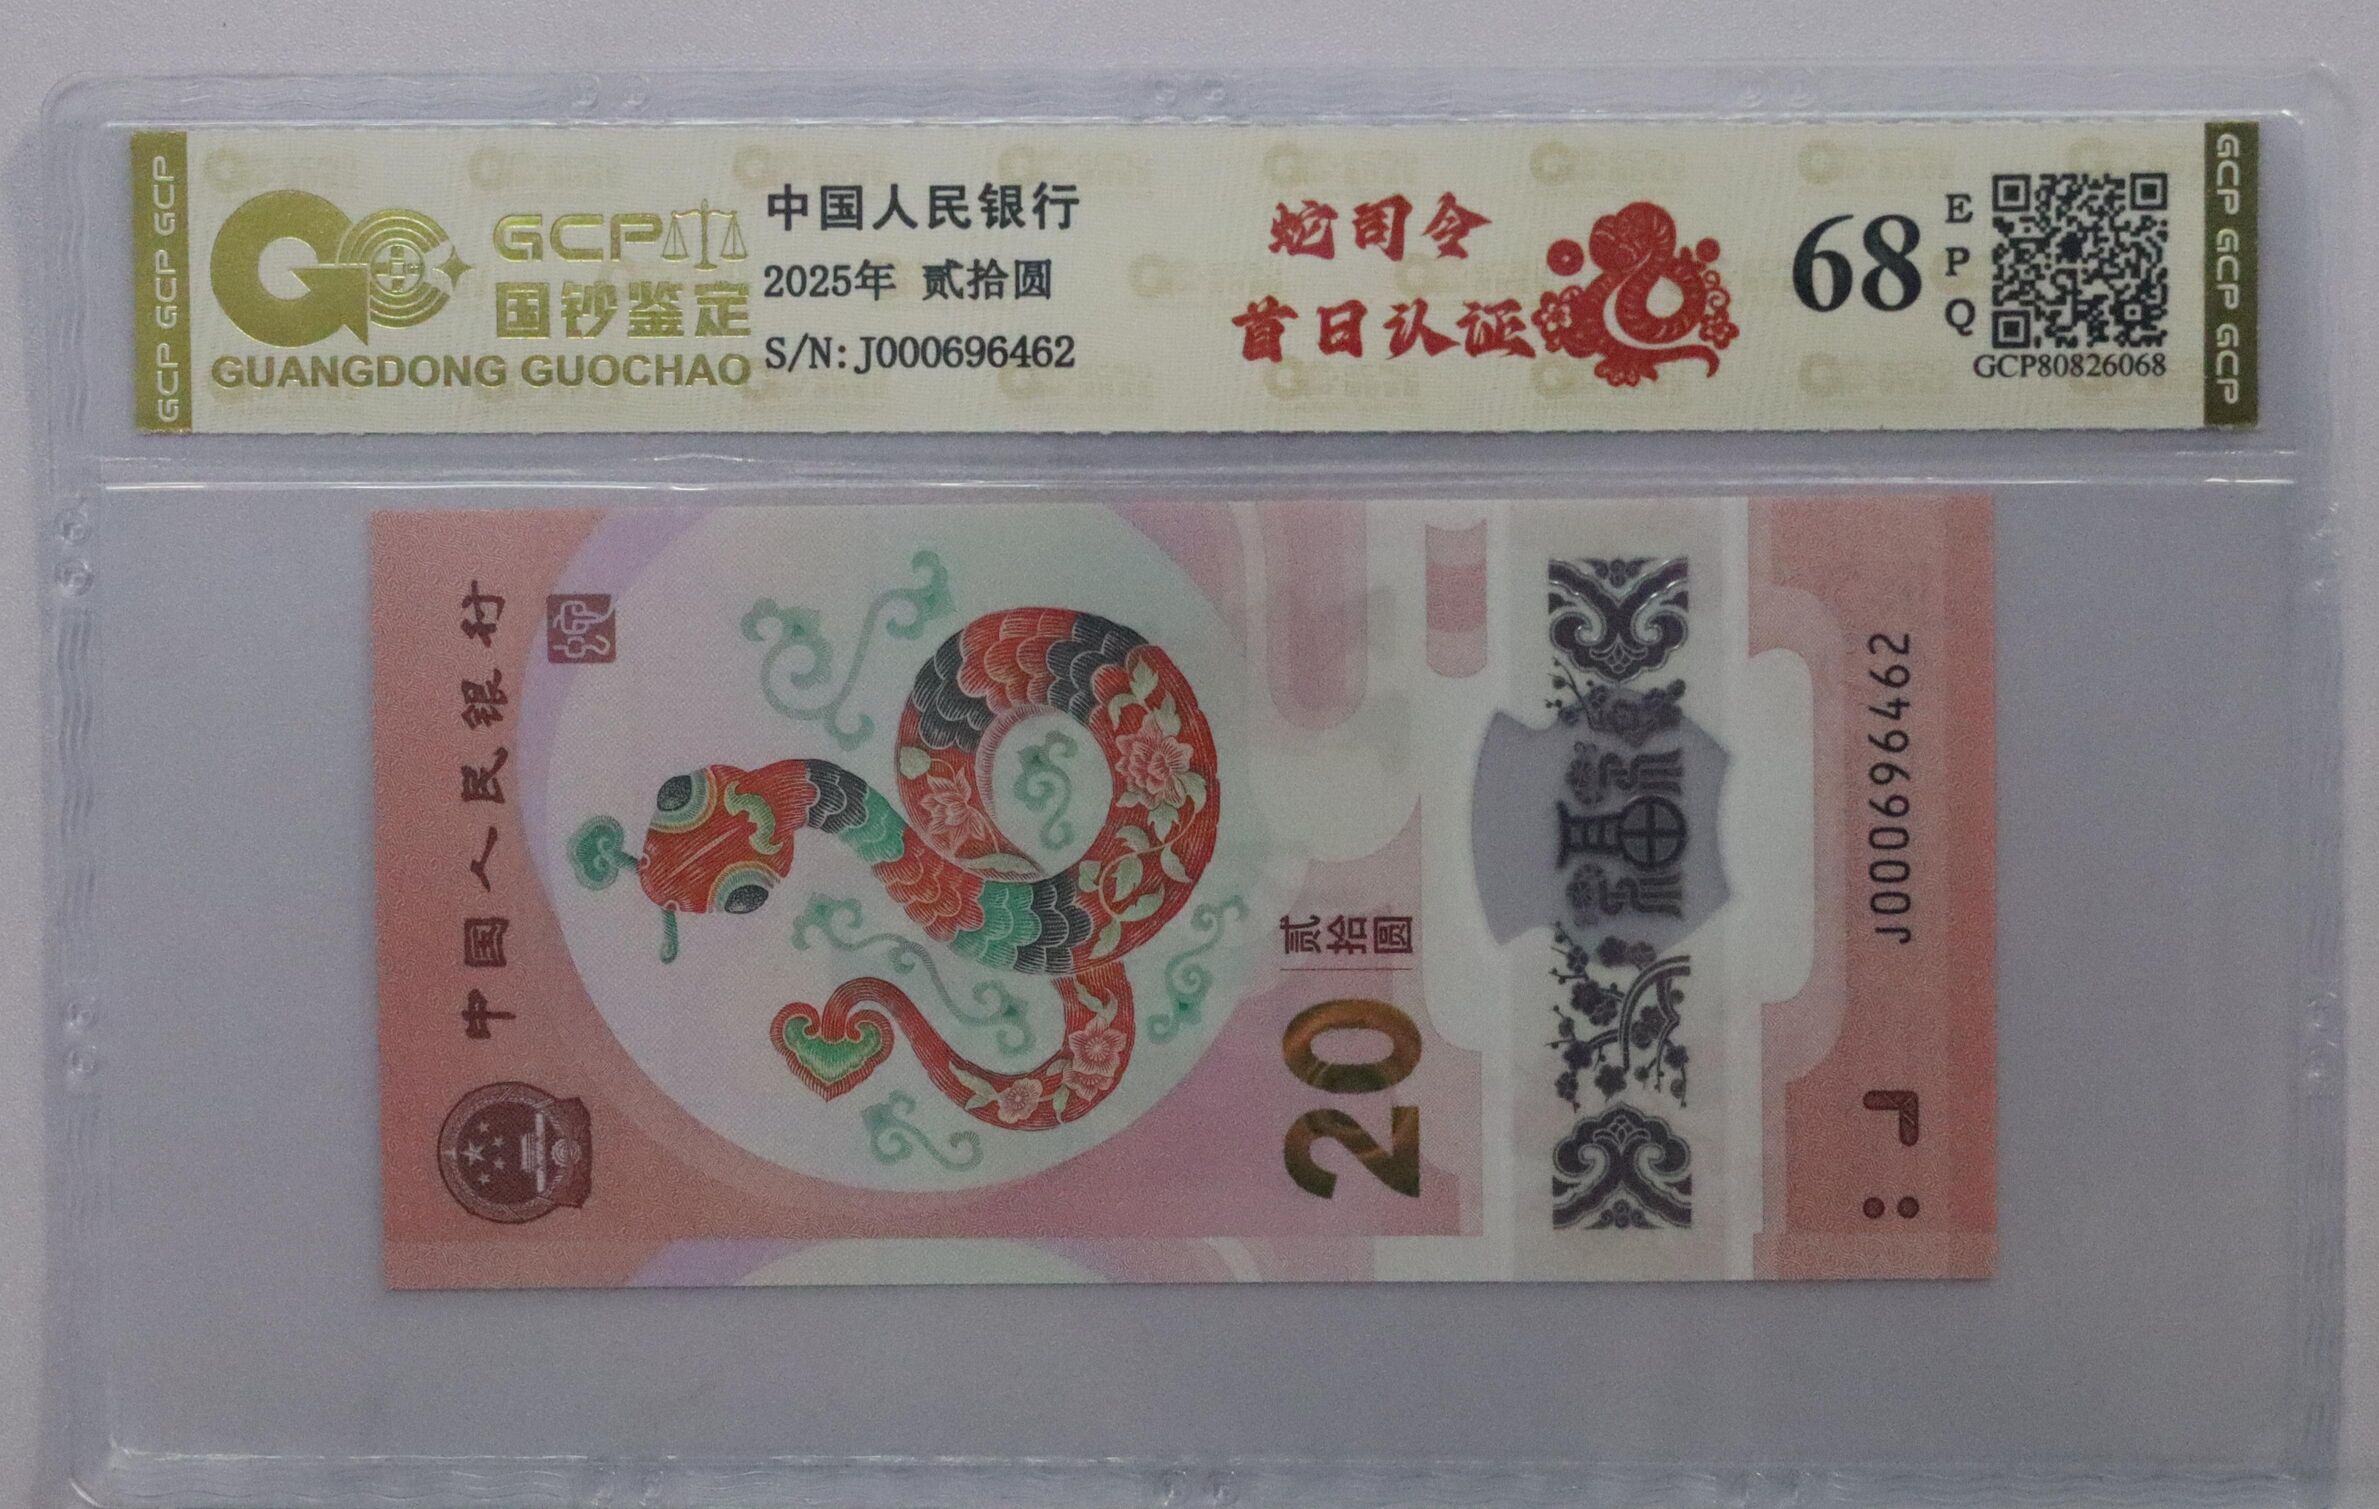 GCP GCP GCP
GCP
国钞鉴定
GUANGDONG GUOCHAO
中国人民银行
2025年 贰拾圆
S/N:J000696462
蛇司令
首日认证
68
EPQ
GCP80826068
GCP GCP GCP
中国人民银行
20
贰拾圆
福
J000696462